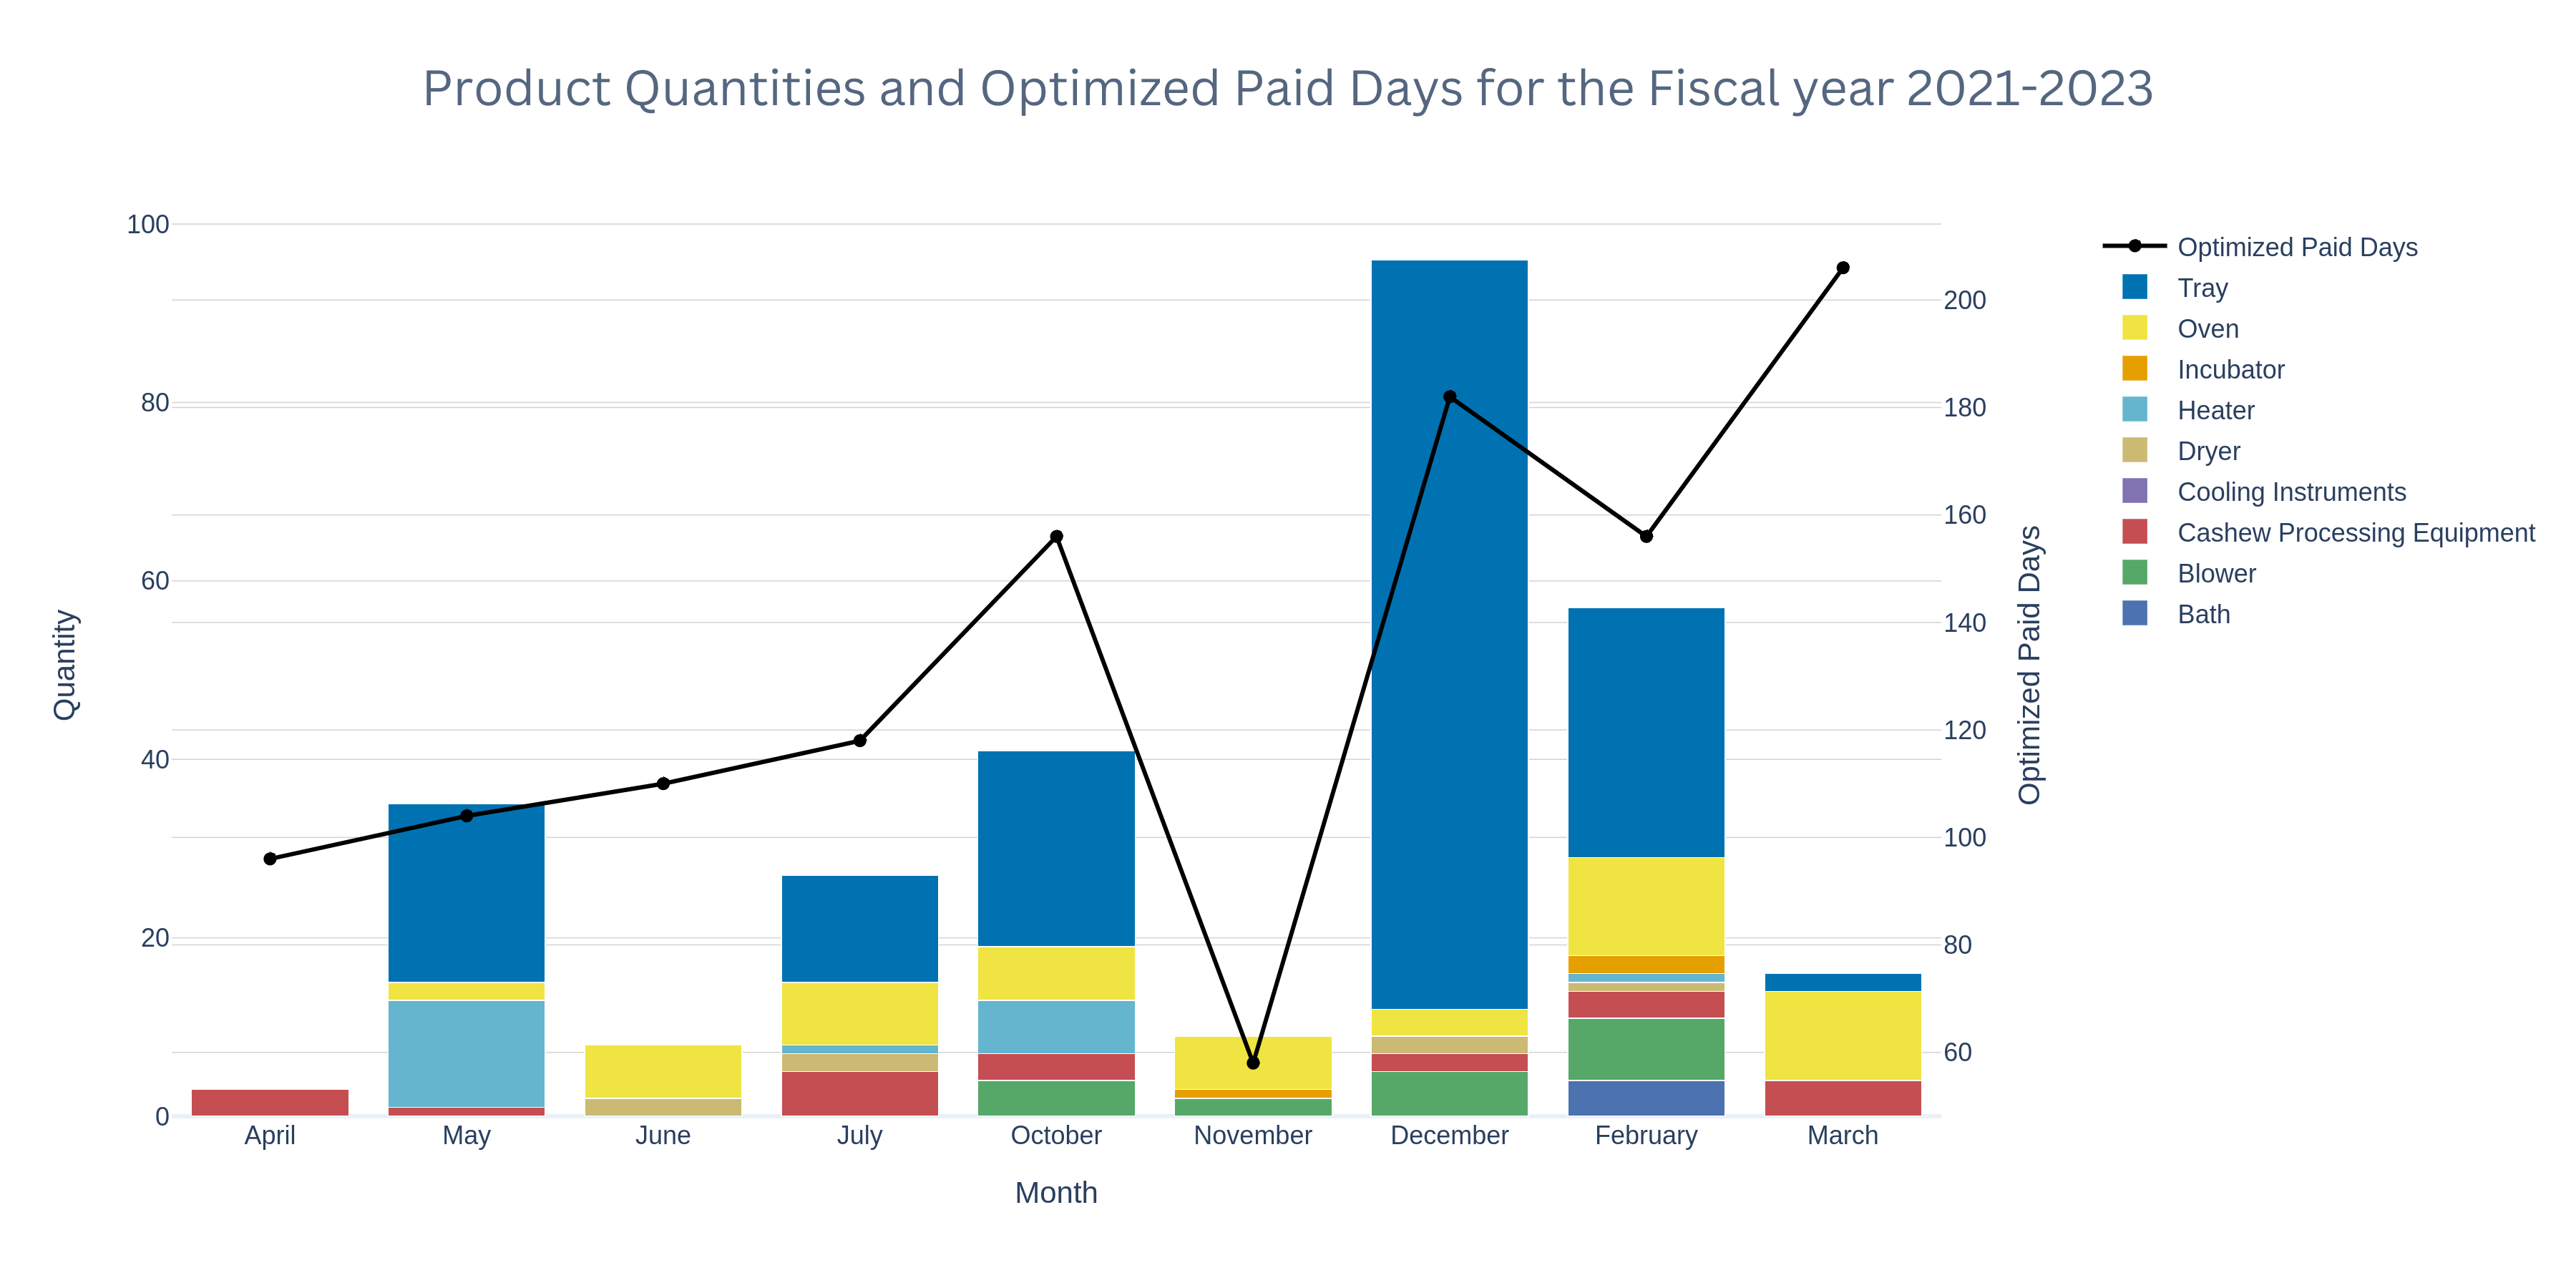 Product Quantities and Optimized Paid Days for the Fiscal year 2021-2023
100
80
60
40
20
0
Quantity
200
180
160
140
120
100
80
60
Optimized Paid Days
April
May
June
July
October
November
December
February
March
Month
Optimized Paid Days
Tray
Oven
Incubator
Heater
Dryer
Cooling Instruments
Cashew Processing Equipment
Blower
Bath